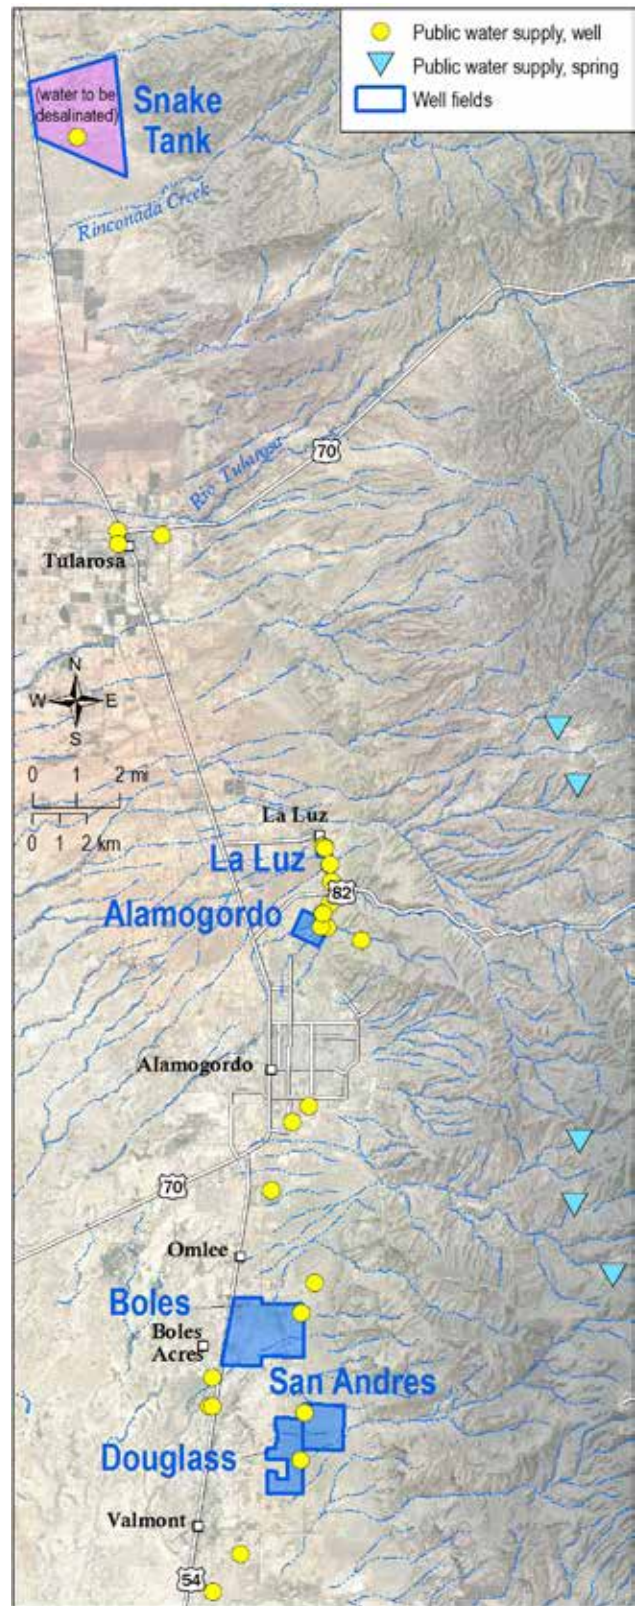 Public water supply, well
Public water supply, spring
Well fields
(water to be
desalinated)
Snake
Tank
Rinconada Creek
70
Rio Tularosa
Tularosa
N
W E
S
0 1 2 mi
0 1 2 km
La Luz
La Luz
82
Alamogordo
Alamogordo
70
Omlee
Boles
Boles
Acres
San Andres
Douglass
Valmont
54